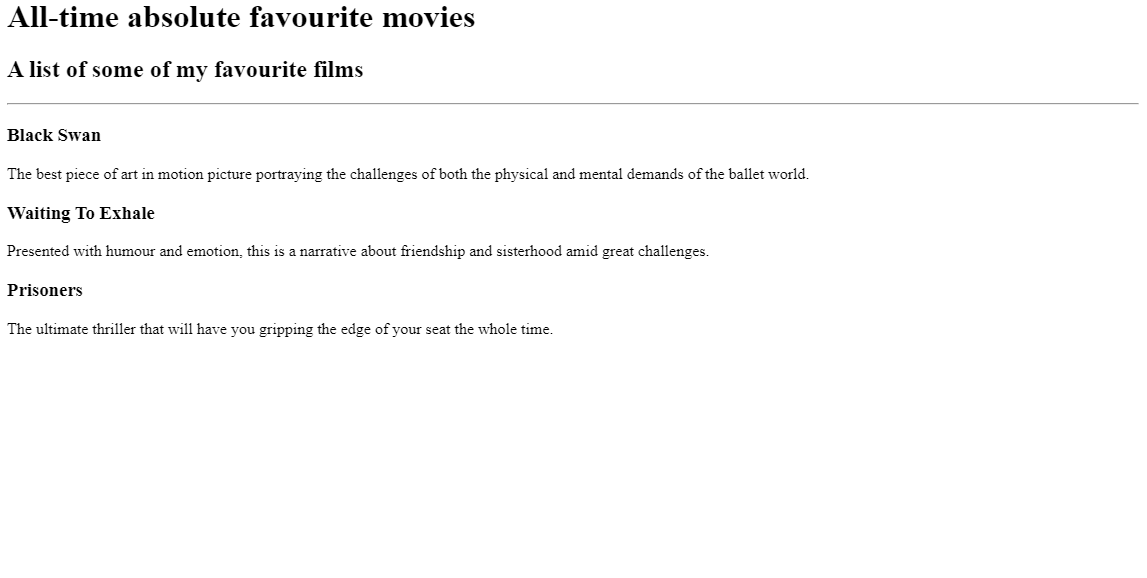 All-time absolute favourite movies
A list of some of my favourite films
Black Swan
The best piece of art in motion picture portraying the challenges of both the physical and mental demands of the ballet world.
Waiting To Exhale
Presented with humour and emotion, this is a narrative about friendship and sisterhood amid great challenges.
Prisoners
The ultimate thriller that will have you gripping the edge of your seat the whole time.